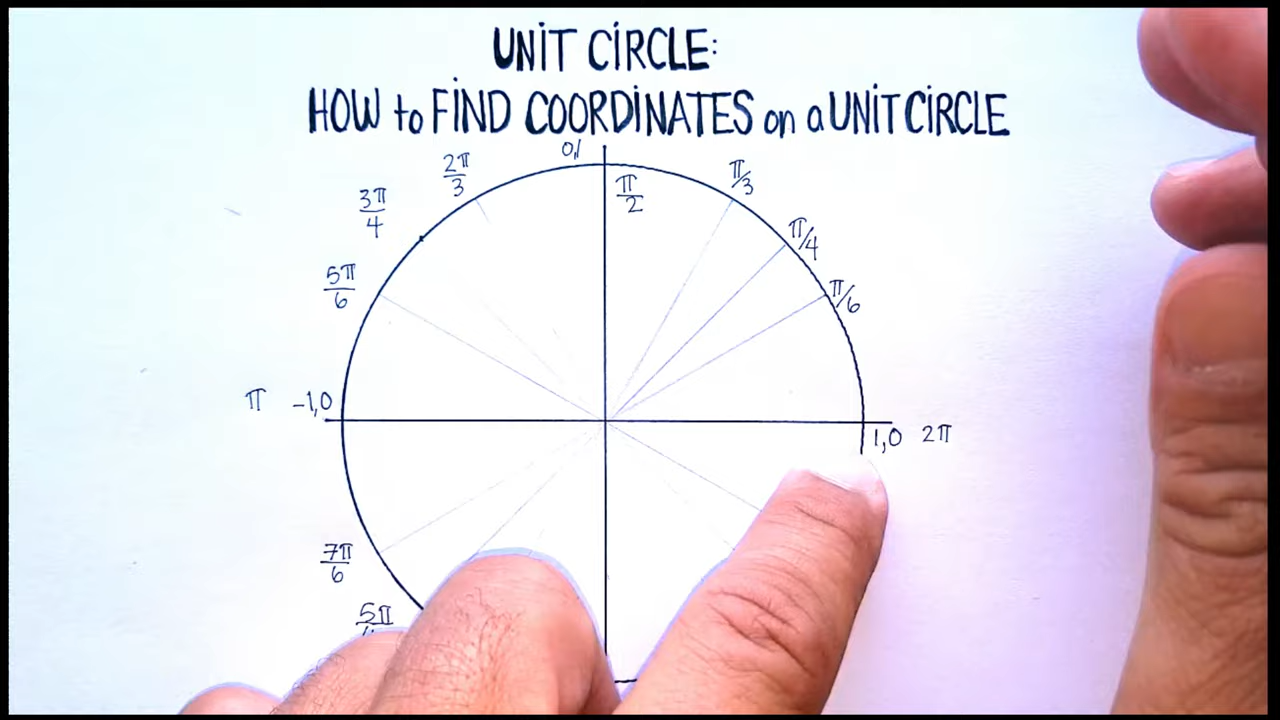 UNIT CIRCLE:
HOW to FIND COORDINATES on a UNIT CIRCLE
0,1
π/2
π/3
2π/3
π/4
3π/4
π/6
5π/6
π -1,0
1,0 2π
7π/6
5π